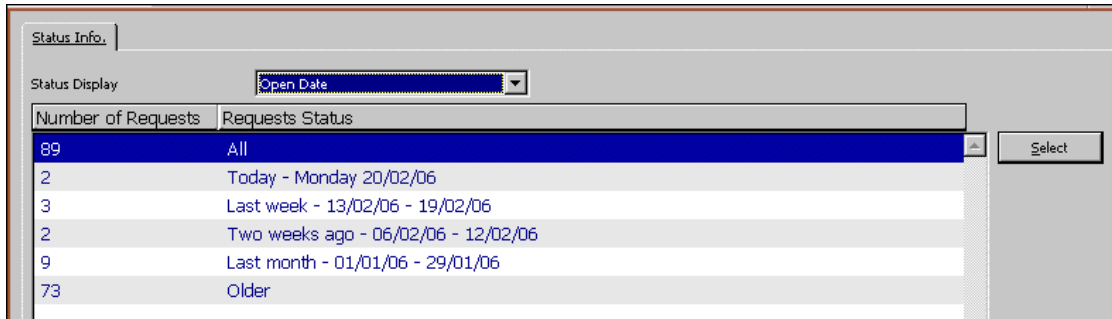 Status Info.
Status Display Open Date
Number of Requests Requests Status
89 All Select
2 Today - Monday 20/02/06
3 Last week - 13/02/06 - 19/02/06
2 Two weeks ago - 06/02/06 - 12/02/06
9 Last month - 01/01/06 - 29/01/06
73 Older